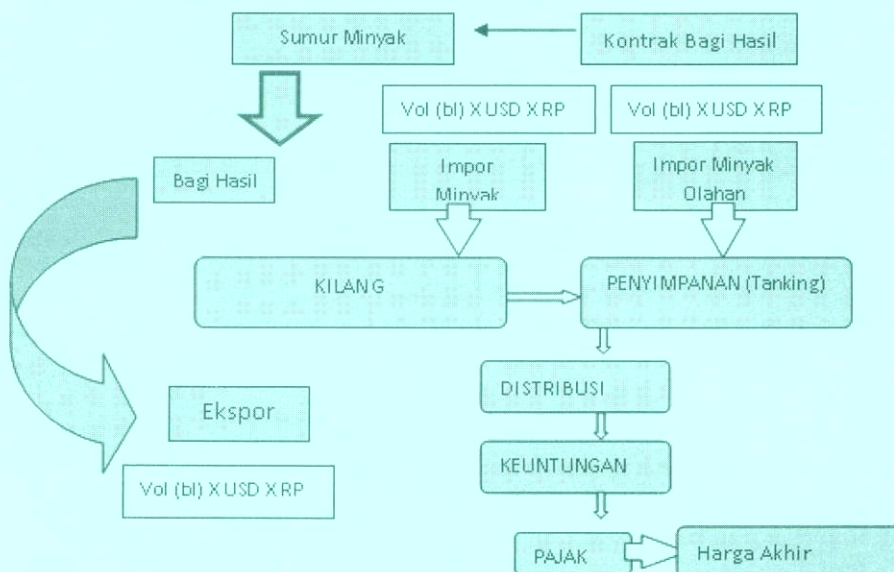 Sumur Minyak
Kontrak Bagi Hasil
Vol (bl) X USD X RP
Vol (bl) X USD X RP
Bagi Hasil
Impor
Minyak
Impor Minyak
Olahan
KILANG
PENYIMPANAN (Tanking)
DISTRIBUSI
Ekspor
KEUNTUNGAN
Vol (bl) X USD X RP
PAJAK
Harga Akhir